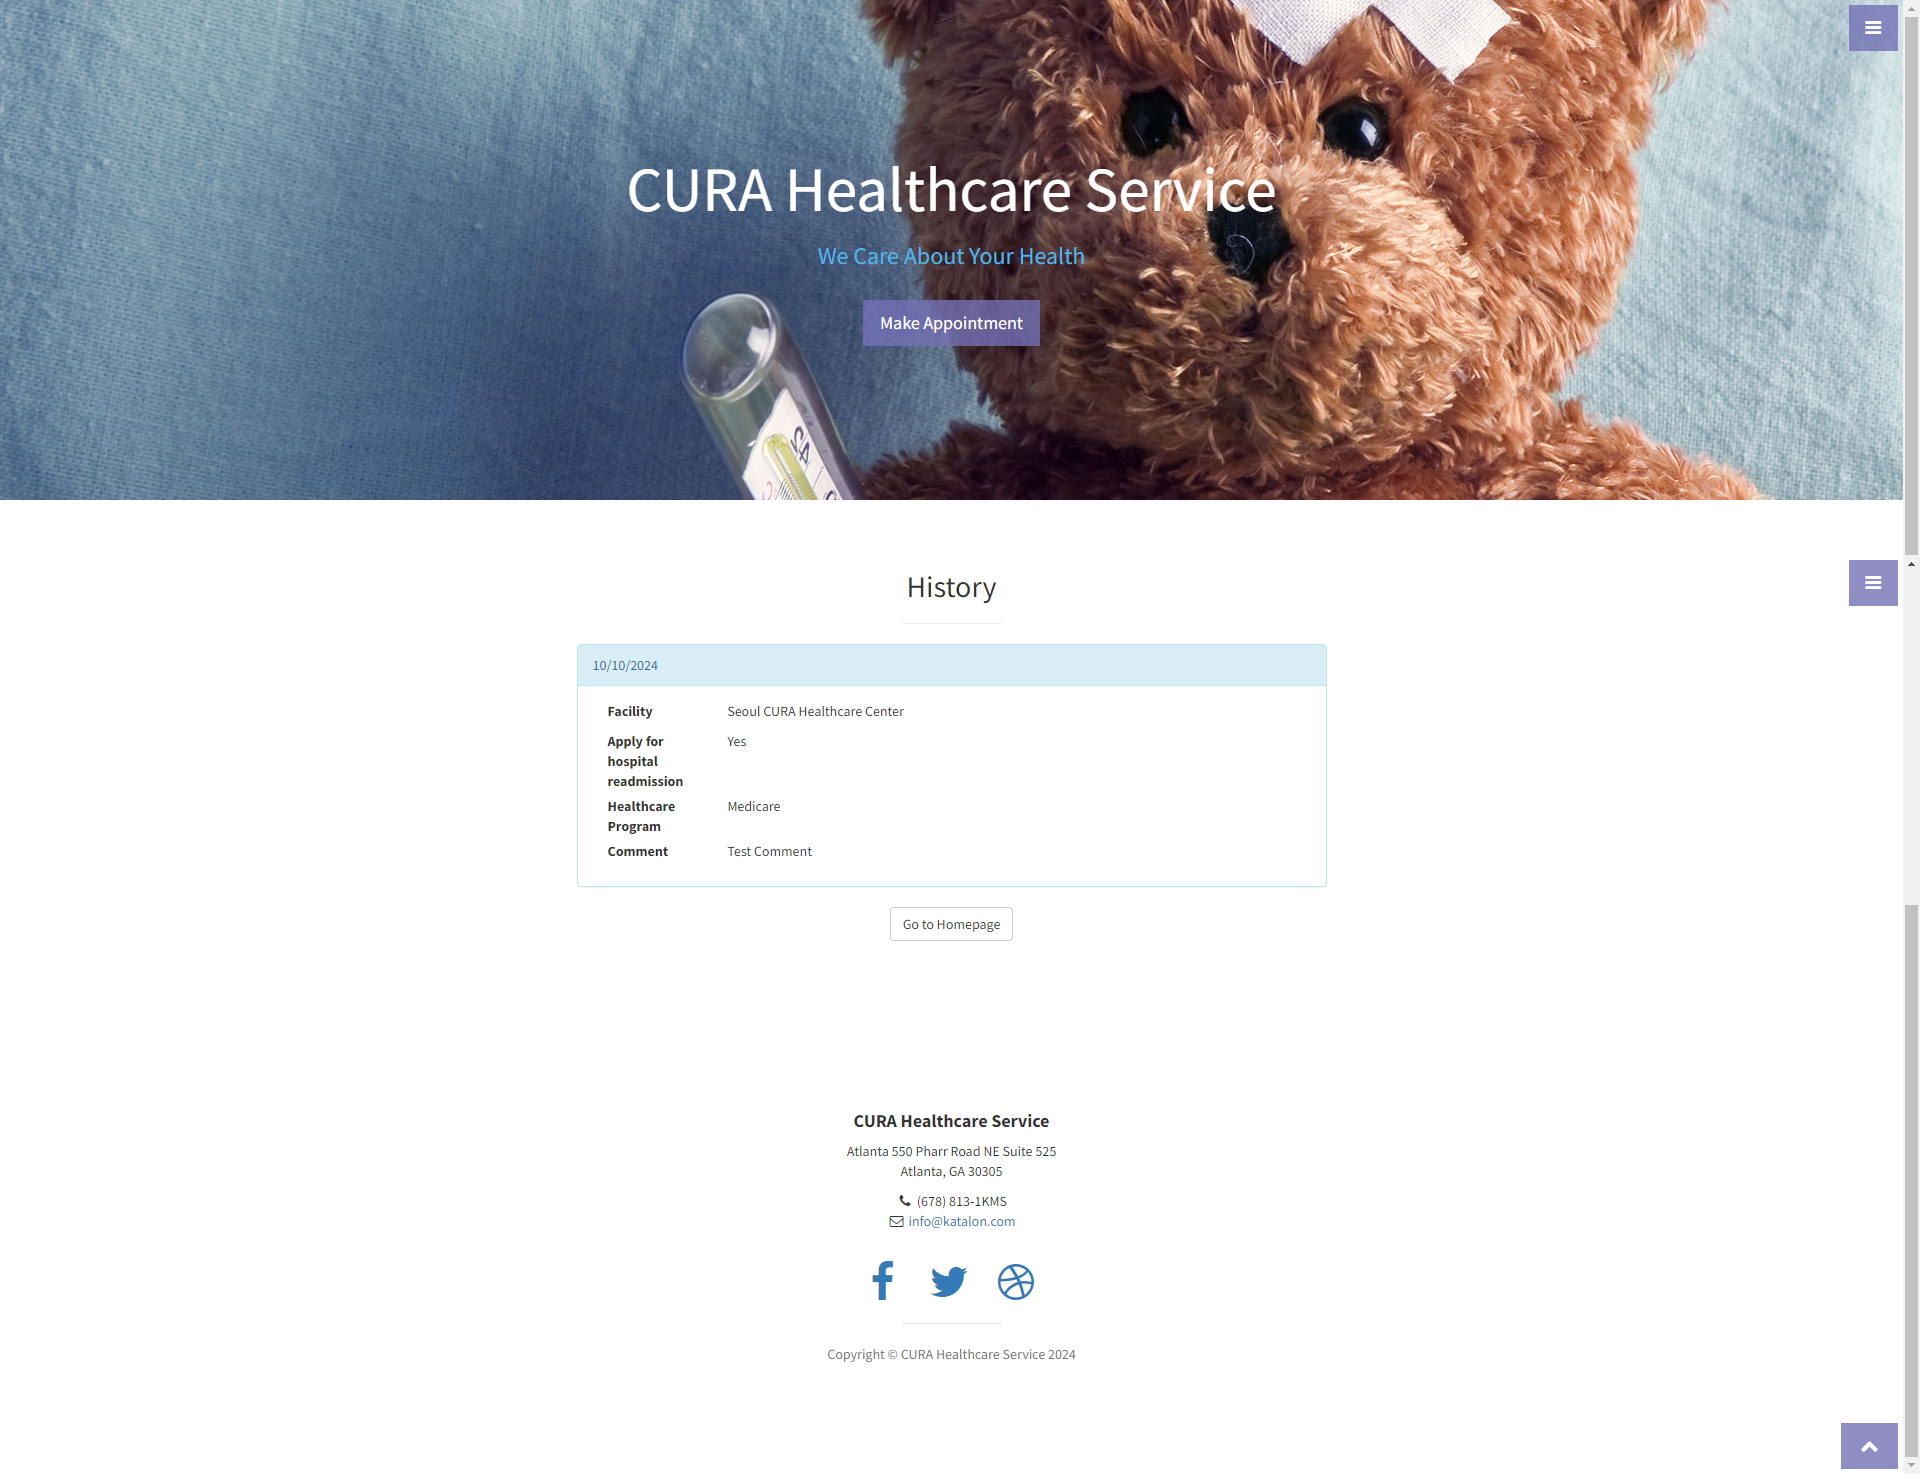 CURA Healthcare Service
We Care About Your Health
Make Appointment
History
10/10/2024
Facility Seoul CURA Healthcare Center
Apply for Yes
hospital
readmission
Healthcare Medicare
Program
Comment Test Comment
Go to Homepage
CURA Healthcare Service
Atlanta 550 Pharr Road NE Suite 525
Atlanta, GA 30305
(678) 813-1KMS
info@katalon.com
Copyright © CURA Healthcare Service 2024